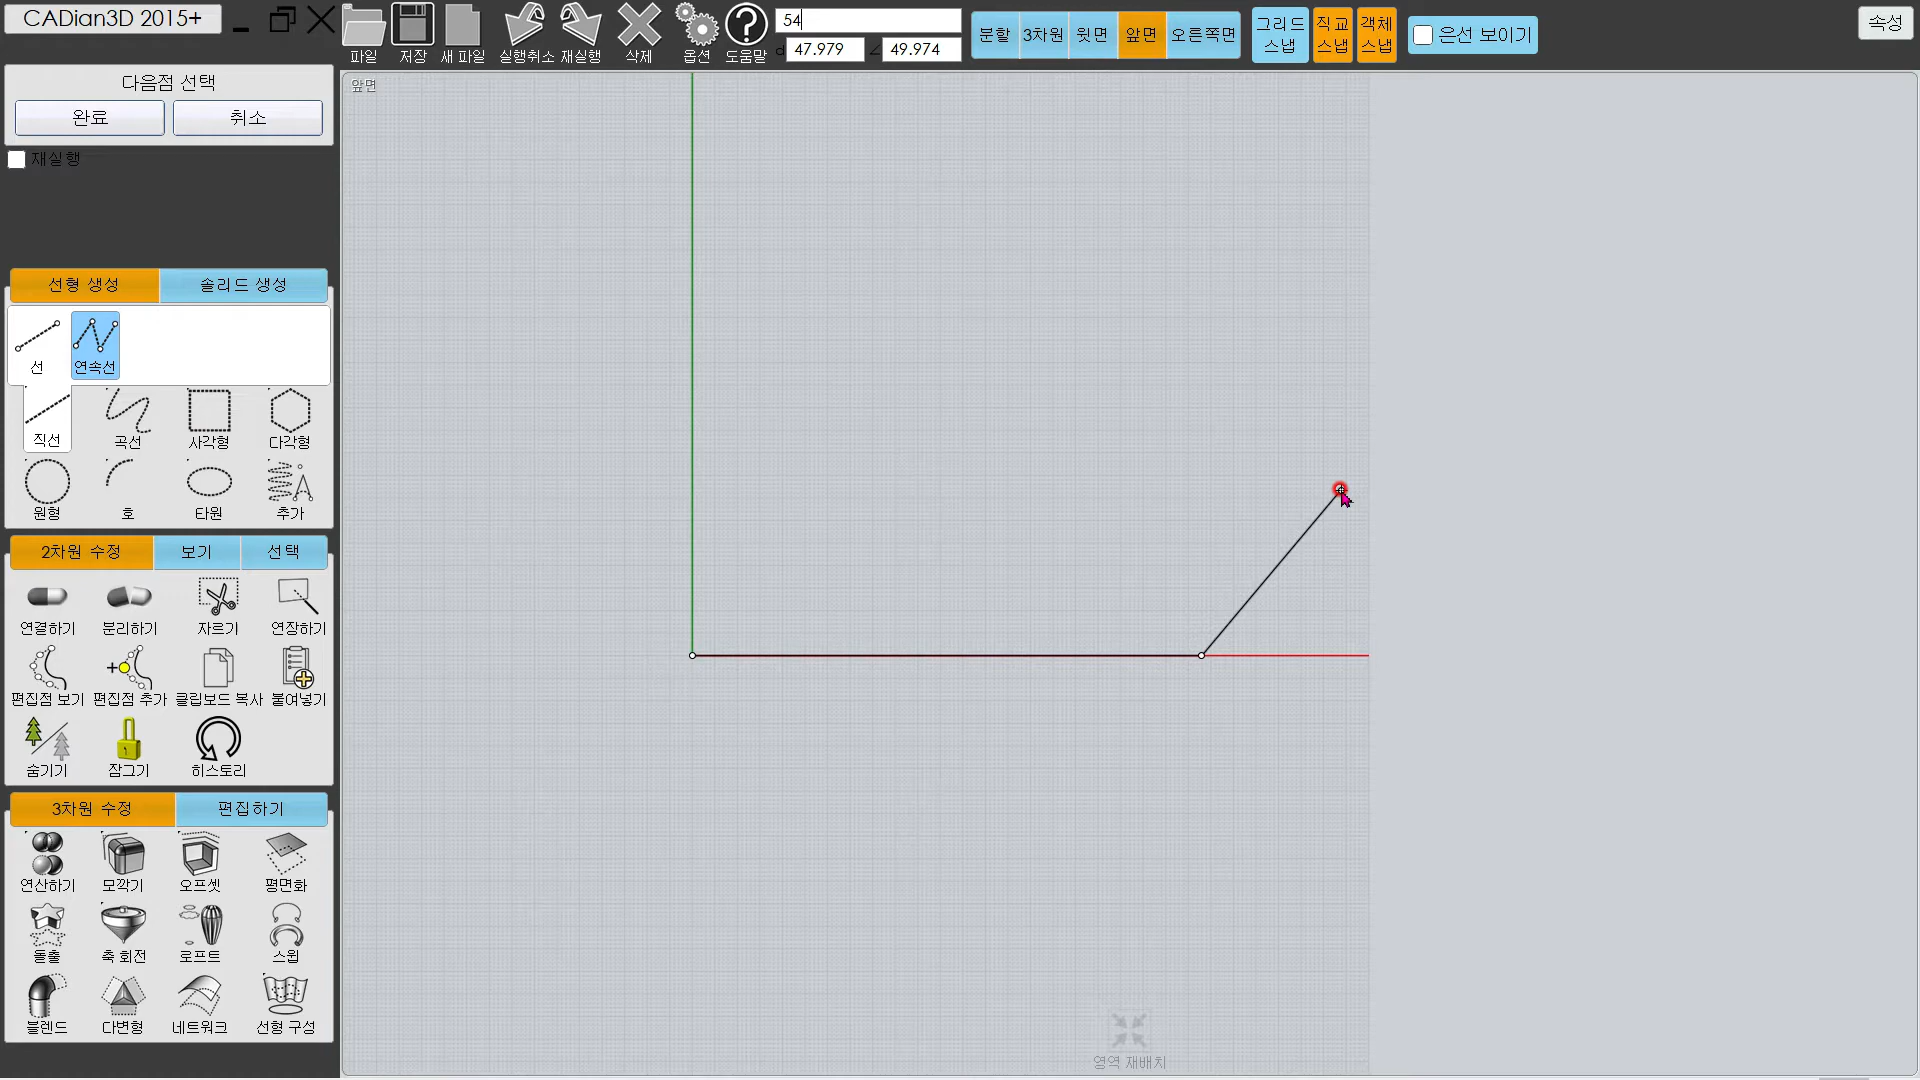 CADian3D 2015+
파일
저장
새 파일
실행취소
재실행
삭제
옵션
도움말
54
d 47.979 ∠ 49.974
분할
3차원
윗면
앞면
오른쪽면
그리드
스냅
직교
스냅
객체
스냅
은선 보이기
속성
다음점 선택
완료
취소
재실행
앞면
선형 생성
솔리드 생성
선
연속선
직선
곡선
사각형
다각형
원형
호
타원
추가
2차원 수정
보기
선택
연결하기
분리하기
자르기
연장하기
편집점 보기
편집점 추가
클립보드 복사
붙여넣기
숨기기
잠그기
히스토리
3차원 수정
편집하기
연산하기
모깎기
오프셋
평면화
돌출
축 회전
로프트
스윕
블렌드
다변형
네트워크
선형 구성
영역 재배치